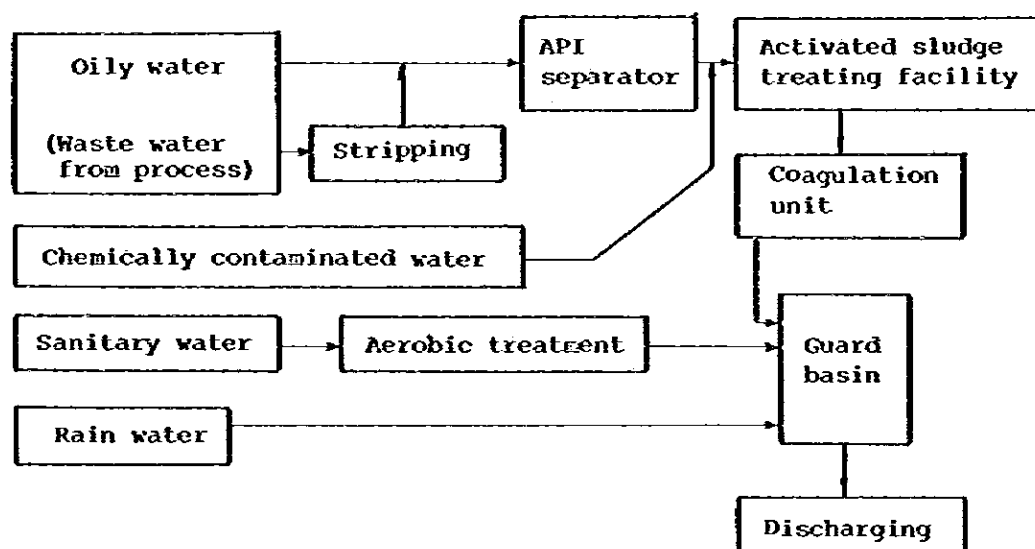 Oily water
(Waste water
from process)
Stripping
API
separator
Activated sludge
treating facility
Coagulation
unit
Chemically contaminated water
Sanitary water
Aerobic treatment
Guard
basin
Rain water
Discharging